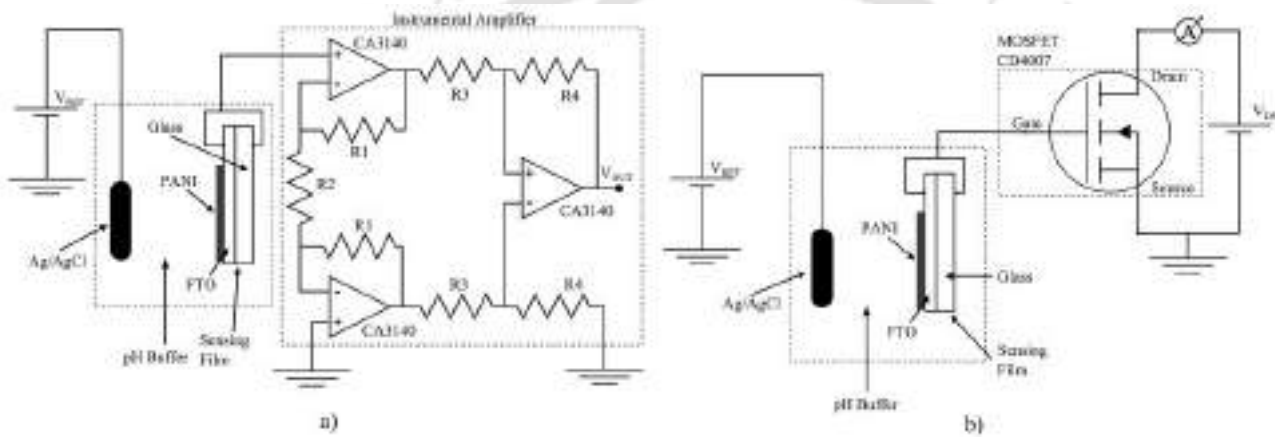 Instrumental Amplifier
CA3140
R3
R4
R1
R2
Glass
PANI
Ag/AgCl
FTO
Sensing
Film
pH Buffer
R1
CA3140
R3
R4
CA3140
VOUT
VREF
a)
MOSFET
CD4007
Drain
Gate
Source
A
VREF
PANI
Ag/AgCl
Glass
FTO
Sensing
Film
pH Buffer
b)